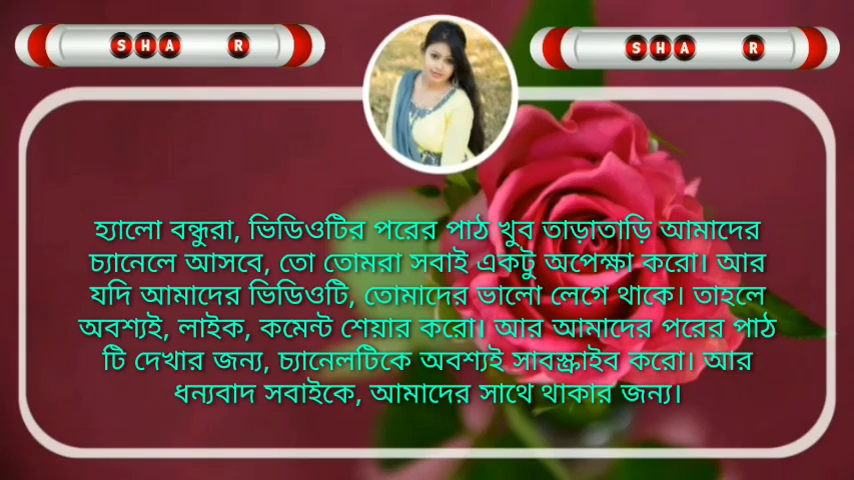 SHA R
SHA R
হ্যালো বন্ধুরা, ভিডিওটির পরের পাঠ খুব তাড়াতাড়ি আমাদের
চ্যানেলে আসবে, তো তোমরা সবাই একটু অপেক্ষা করো। আর
যদি আমাদের ভিডিওটি, তোমাদের ভালো লেগে থাকে। তাহলে
অবশ্যই, লাইক, কমেন্ট শেয়ার করো। আর আমাদের পরের পাঠ
টি দেখার জন্য, চ্যানেলটিকে অবশ্যই সাবস্ক্রাইব করো। আর
ধন্যবাদ সবাইকে, আমাদের সাথে থাকার জন্য।